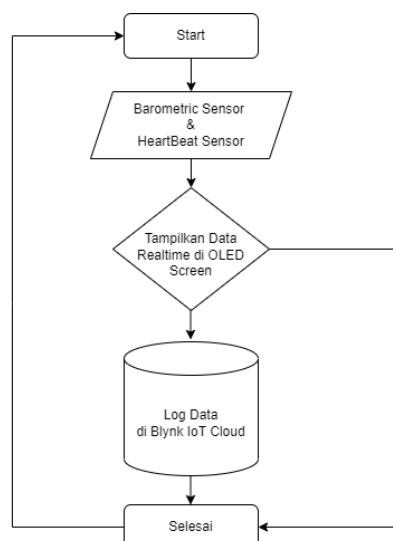 Start
Barometric Sensor
&
HeartBeat Sensor
Tampilkan Data
Realtime di OLED
Screen
Log Data
di Blynk IoT Cloud
Selesai